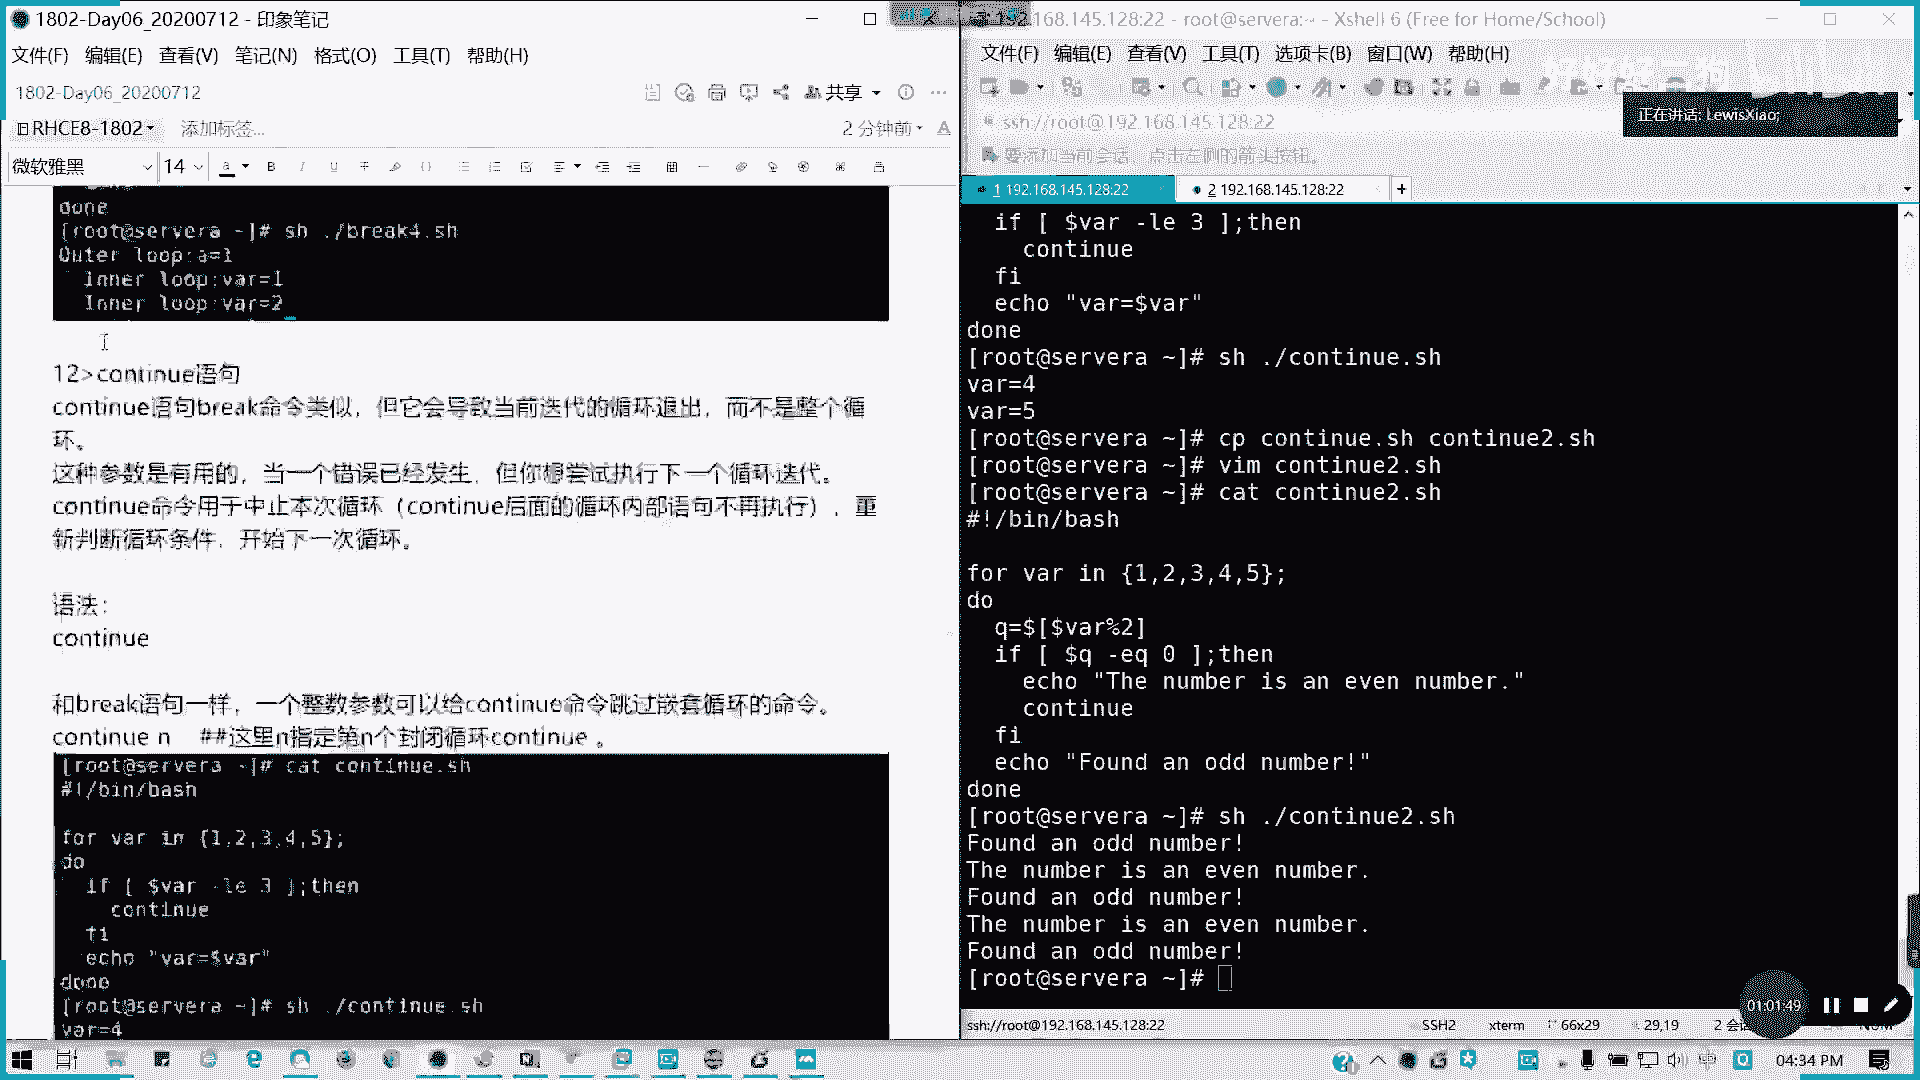 1802-Day06_20200712 - 印象笔记
文件(F) 编辑(E) 查看(V) 笔记(N) 格式(O) 工具(T) 帮助(H)
1802-Day06_20200712
共享
RHCE8-1802 添加标签...
2 分钟前
微软雅黑 14
done
[root@servera ~]# sh ./break4.sh
Outer loop:a=1
Inner loop:var=1
Inner loop:var=2
12>continue语句
continue语句break命令类似，但它会导致当前迭代的循环退出，而不是整个循
环。
这种参数是有用的，当一个错误已经发生，但你想尝试执行下一个循环迭代。
continue命令用于中止本次循环（continue后面的循环内部语句不再执行），重
新判断循环条件，开始下一次循环。
语法：
continue
和break语句一样，一个整数参数可以给continue命令跳过嵌套循环的命令。
continue n ##这里n指定第n个封闭循环continue 。
[root@servera ~]# cat continue.sh
#!/bin/bash
for var in {1,2,3,4,5};
do
if [ $var -le 3 ];then
continue
fi
echo "var=$var"
done
[root@servera ~]# sh ./continue.sh
var=4
192.168.145.128:22 - root@servera:~ - Xshell 6 (Free for Home/School)
文件(F) 编辑(E) 查看(V) 工具(T) 选项卡(B) 窗口(W) 帮助(H)
正在讲话: LewisXiao;
ssh://root@192.168.145.128:22
要添加当前会话，点击左侧的箭头按钮。
1 192.168.145.128:22 2 192.168.145.128:22 +
if [ $var -le 3 ];then
continue
fi
echo "var=$var"
done
[root@servera ~]# sh ./continue.sh
var=4
var=5
[root@servera ~]# cp continue.sh continue2.sh
[root@servera ~]# vim continue2.sh
[root@servera ~]# cat continue2.sh
#!/bin/bash
for var in {1,2,3,4,5};
do
q=$[$var%2]
if [ $q -eq 0 ];then
echo "The number is an even number."
continue
fi
echo "Found an odd number!"
done
[root@servera ~]# sh ./continue2.sh
Found an odd number!
The number is an even number.
Found an odd number!
The number is an even number.
Found an odd number!
[root@servera ~]#
01:01:49
ssh://root@192.168.145.128:22 SSH2 xterm 66x29 29,19
04:34 PM